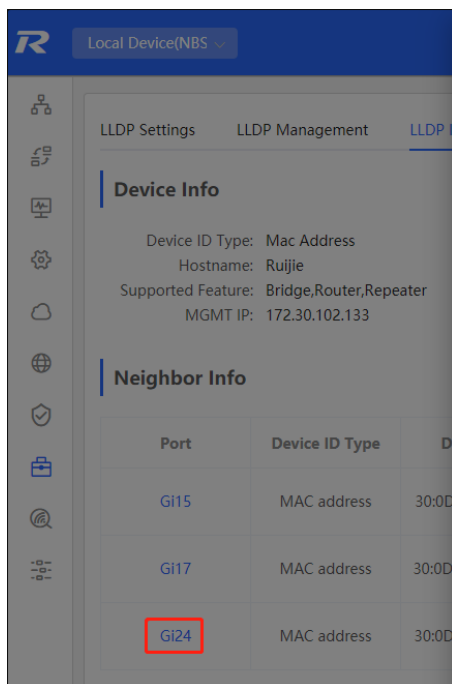 Local Device(NBS
LLDP Settings LLDP Management LLDP
Device Info
Device ID Type: Mac Address
Hostname: Ruijie
Supported Feature: Bridge,Router,Repeater
MGMT IP: 172.30.102.133
Neighbor Info
Port Device ID Type D
Gi15 MAC address 30:0D
Gi17 MAC address 30:0D
Gi24 MAC address 30:0D